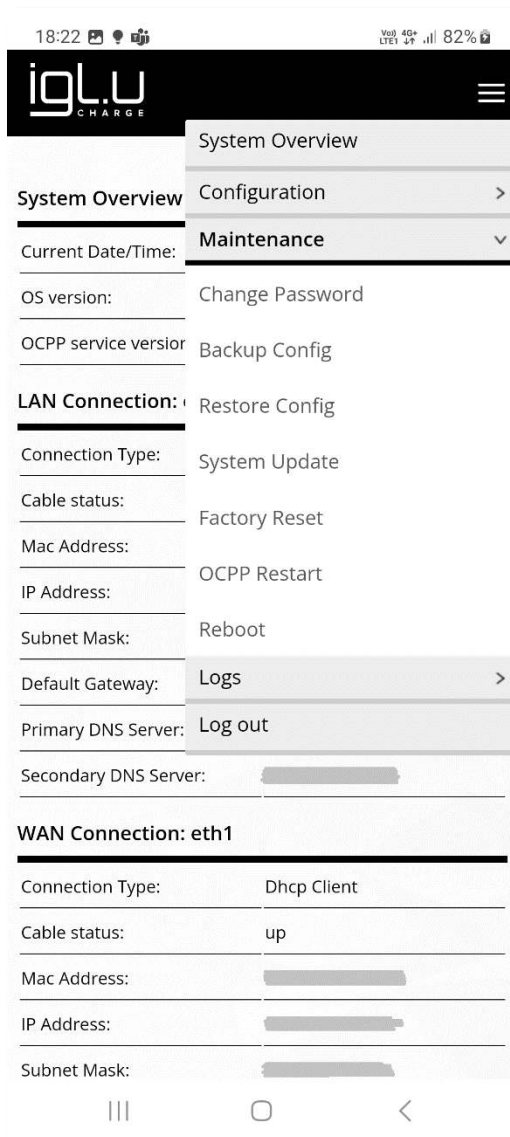 18:22
Vo)) 4G+ 82%
LTE1
igl.u
CHARGE
System Overview
Configuration
Maintenance
Change Password
Backup Config
Restore Config
System Update
Factory Reset
OCPP Restart
Reboot
Logs
Log out
System Overview
Current Date/Time:
OS version:
OCPP service version
LAN Connection:
Connection Type:
Cable status:
Mac Address:
IP Address:
Subnet Mask:
Default Gateway:
Primary DNS Server:
Secondary DNS Server:
WAN Connection: eth1
Connection Type: Dhcp Client
Cable status: up
Mac Address:
IP Address:
Subnet Mask: